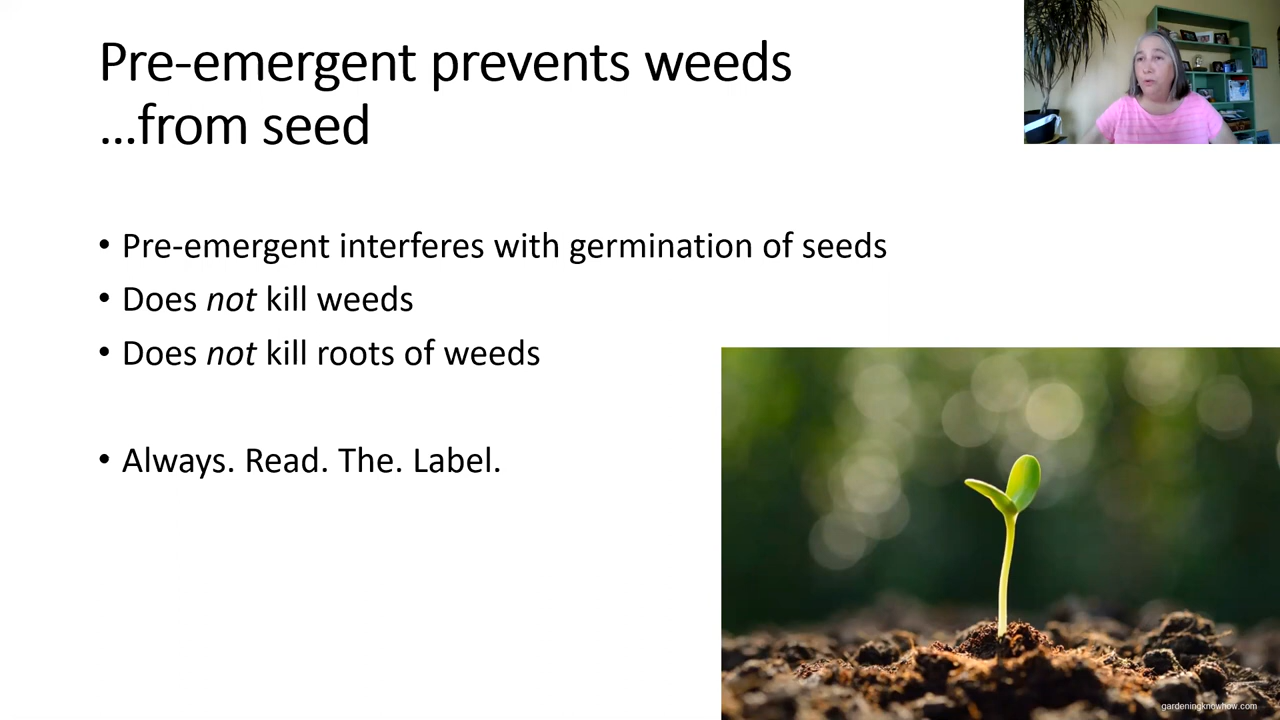 Pre-emergent prevents weeds
...from seed
• Pre-emergent interferes with germination of seeds
• Does not kill weeds
• Does not kill roots of weeds
• Always. Read. The. Label.
gardeningknowhow.com